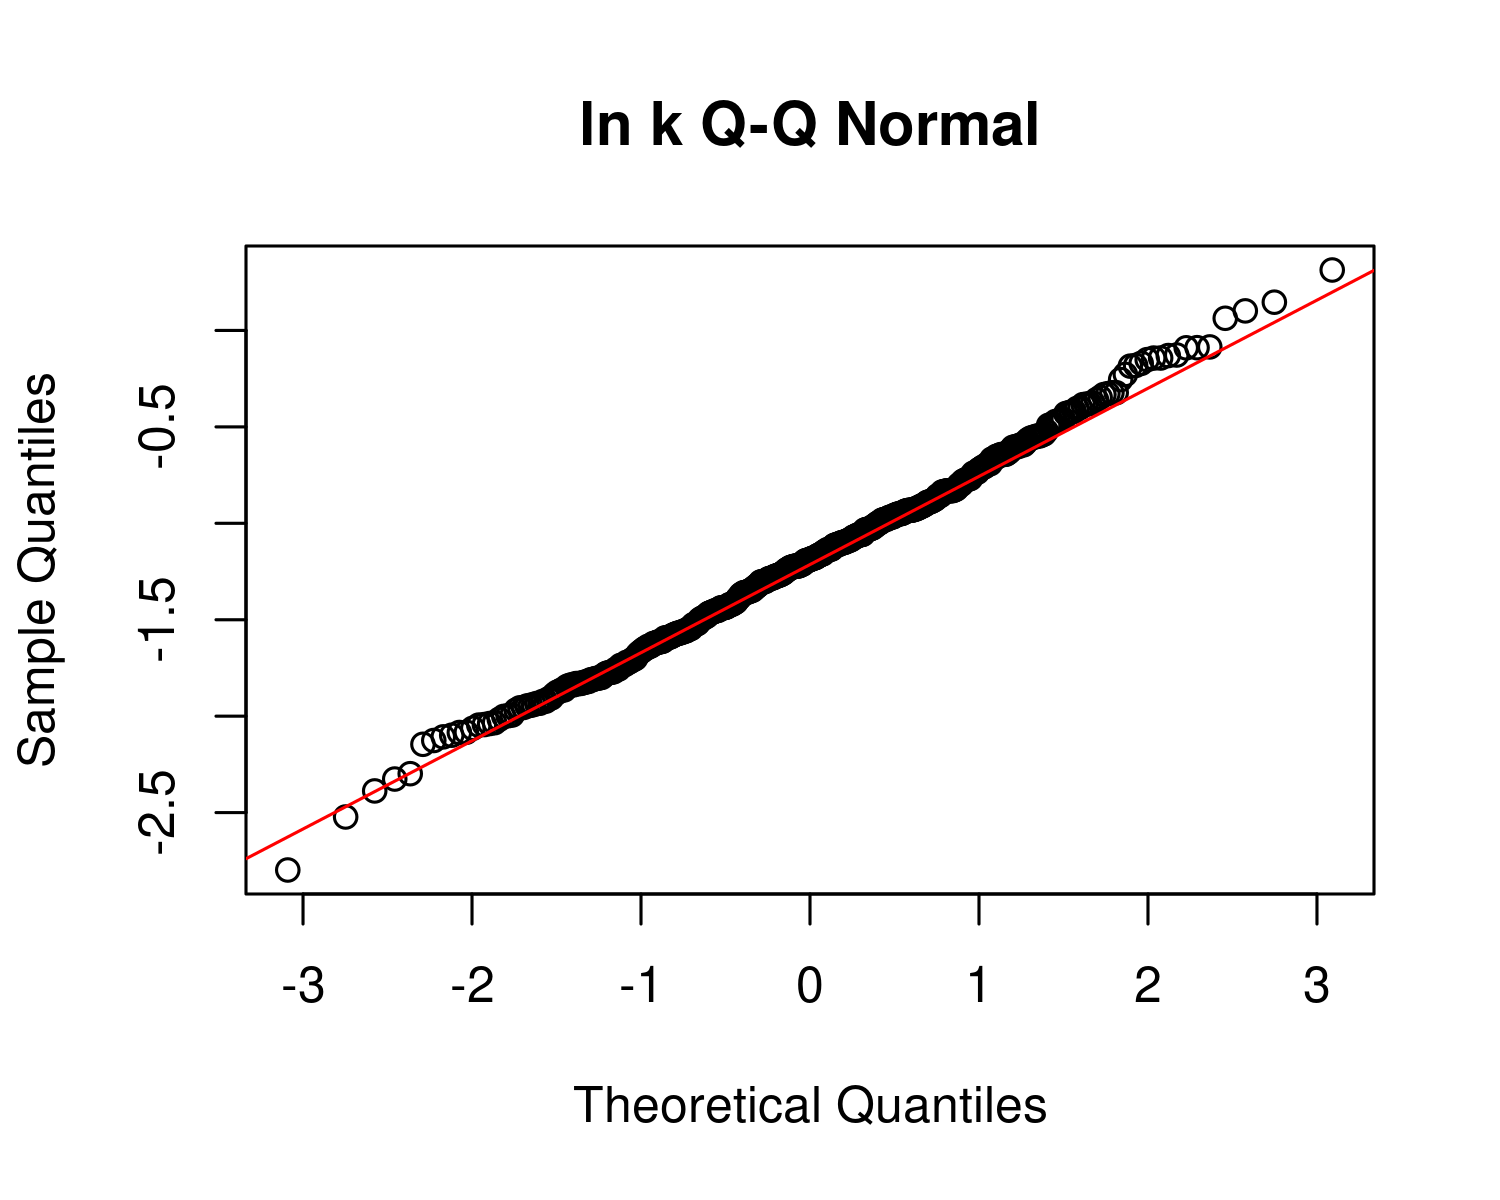 ln k Q-Q Normal
Sample Quantiles
-0.5
-1.5
-2.5
-3 -2 -1 0 1 2 3
Theoretical Quantiles